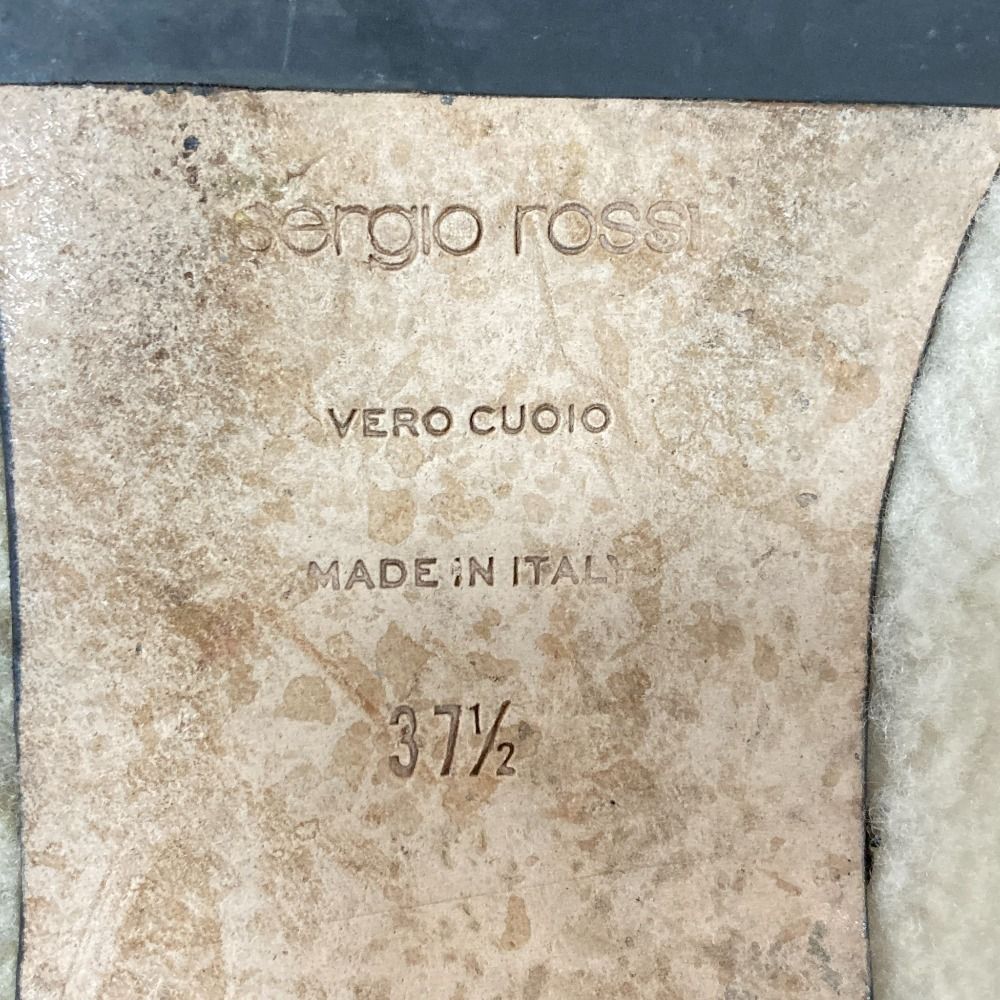 sergio rossi
VERO CUOIO
MADE IN ITALY
37½